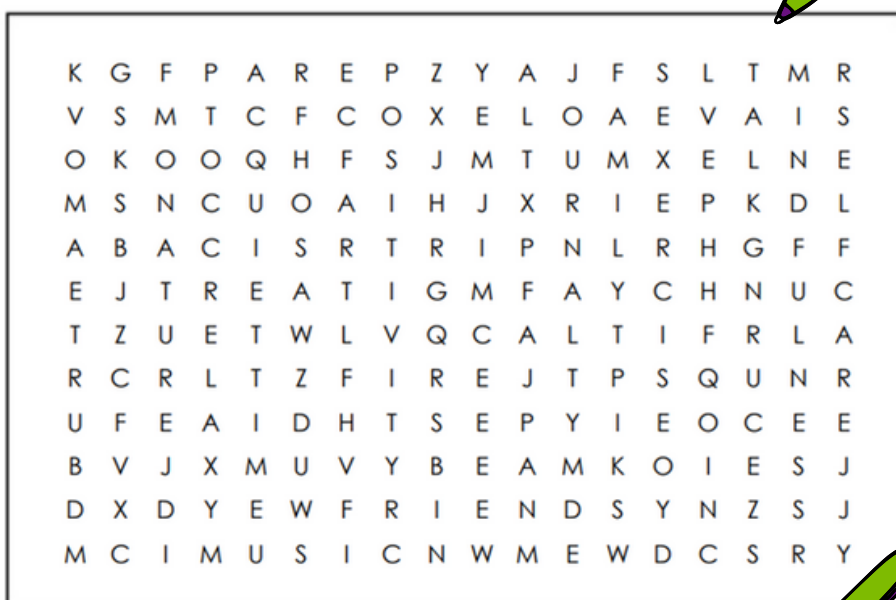 K G F P A R E P Z Y A J F S L T M R
V S M T C F C O X E L O A E V A I S
O K O O Q H F S J M T U M X E L N E
M S N C U O A I H J X R I E P K D L
A B A C I S R T R I P N L R H G F F
E J T R E A T I G M F A Y C H N U C
T Z U E T W L V Q C A L T I F R L A
R C R L T Z F I R E J T P S Q U N R
U F E A I D H T S E P Y I E O C E E
B V J X M U V Y B E A M K O I E S J
D X D Y E W F R I E N D S Y N Z S J
M C I M U S I C N W M E W D C S R Y